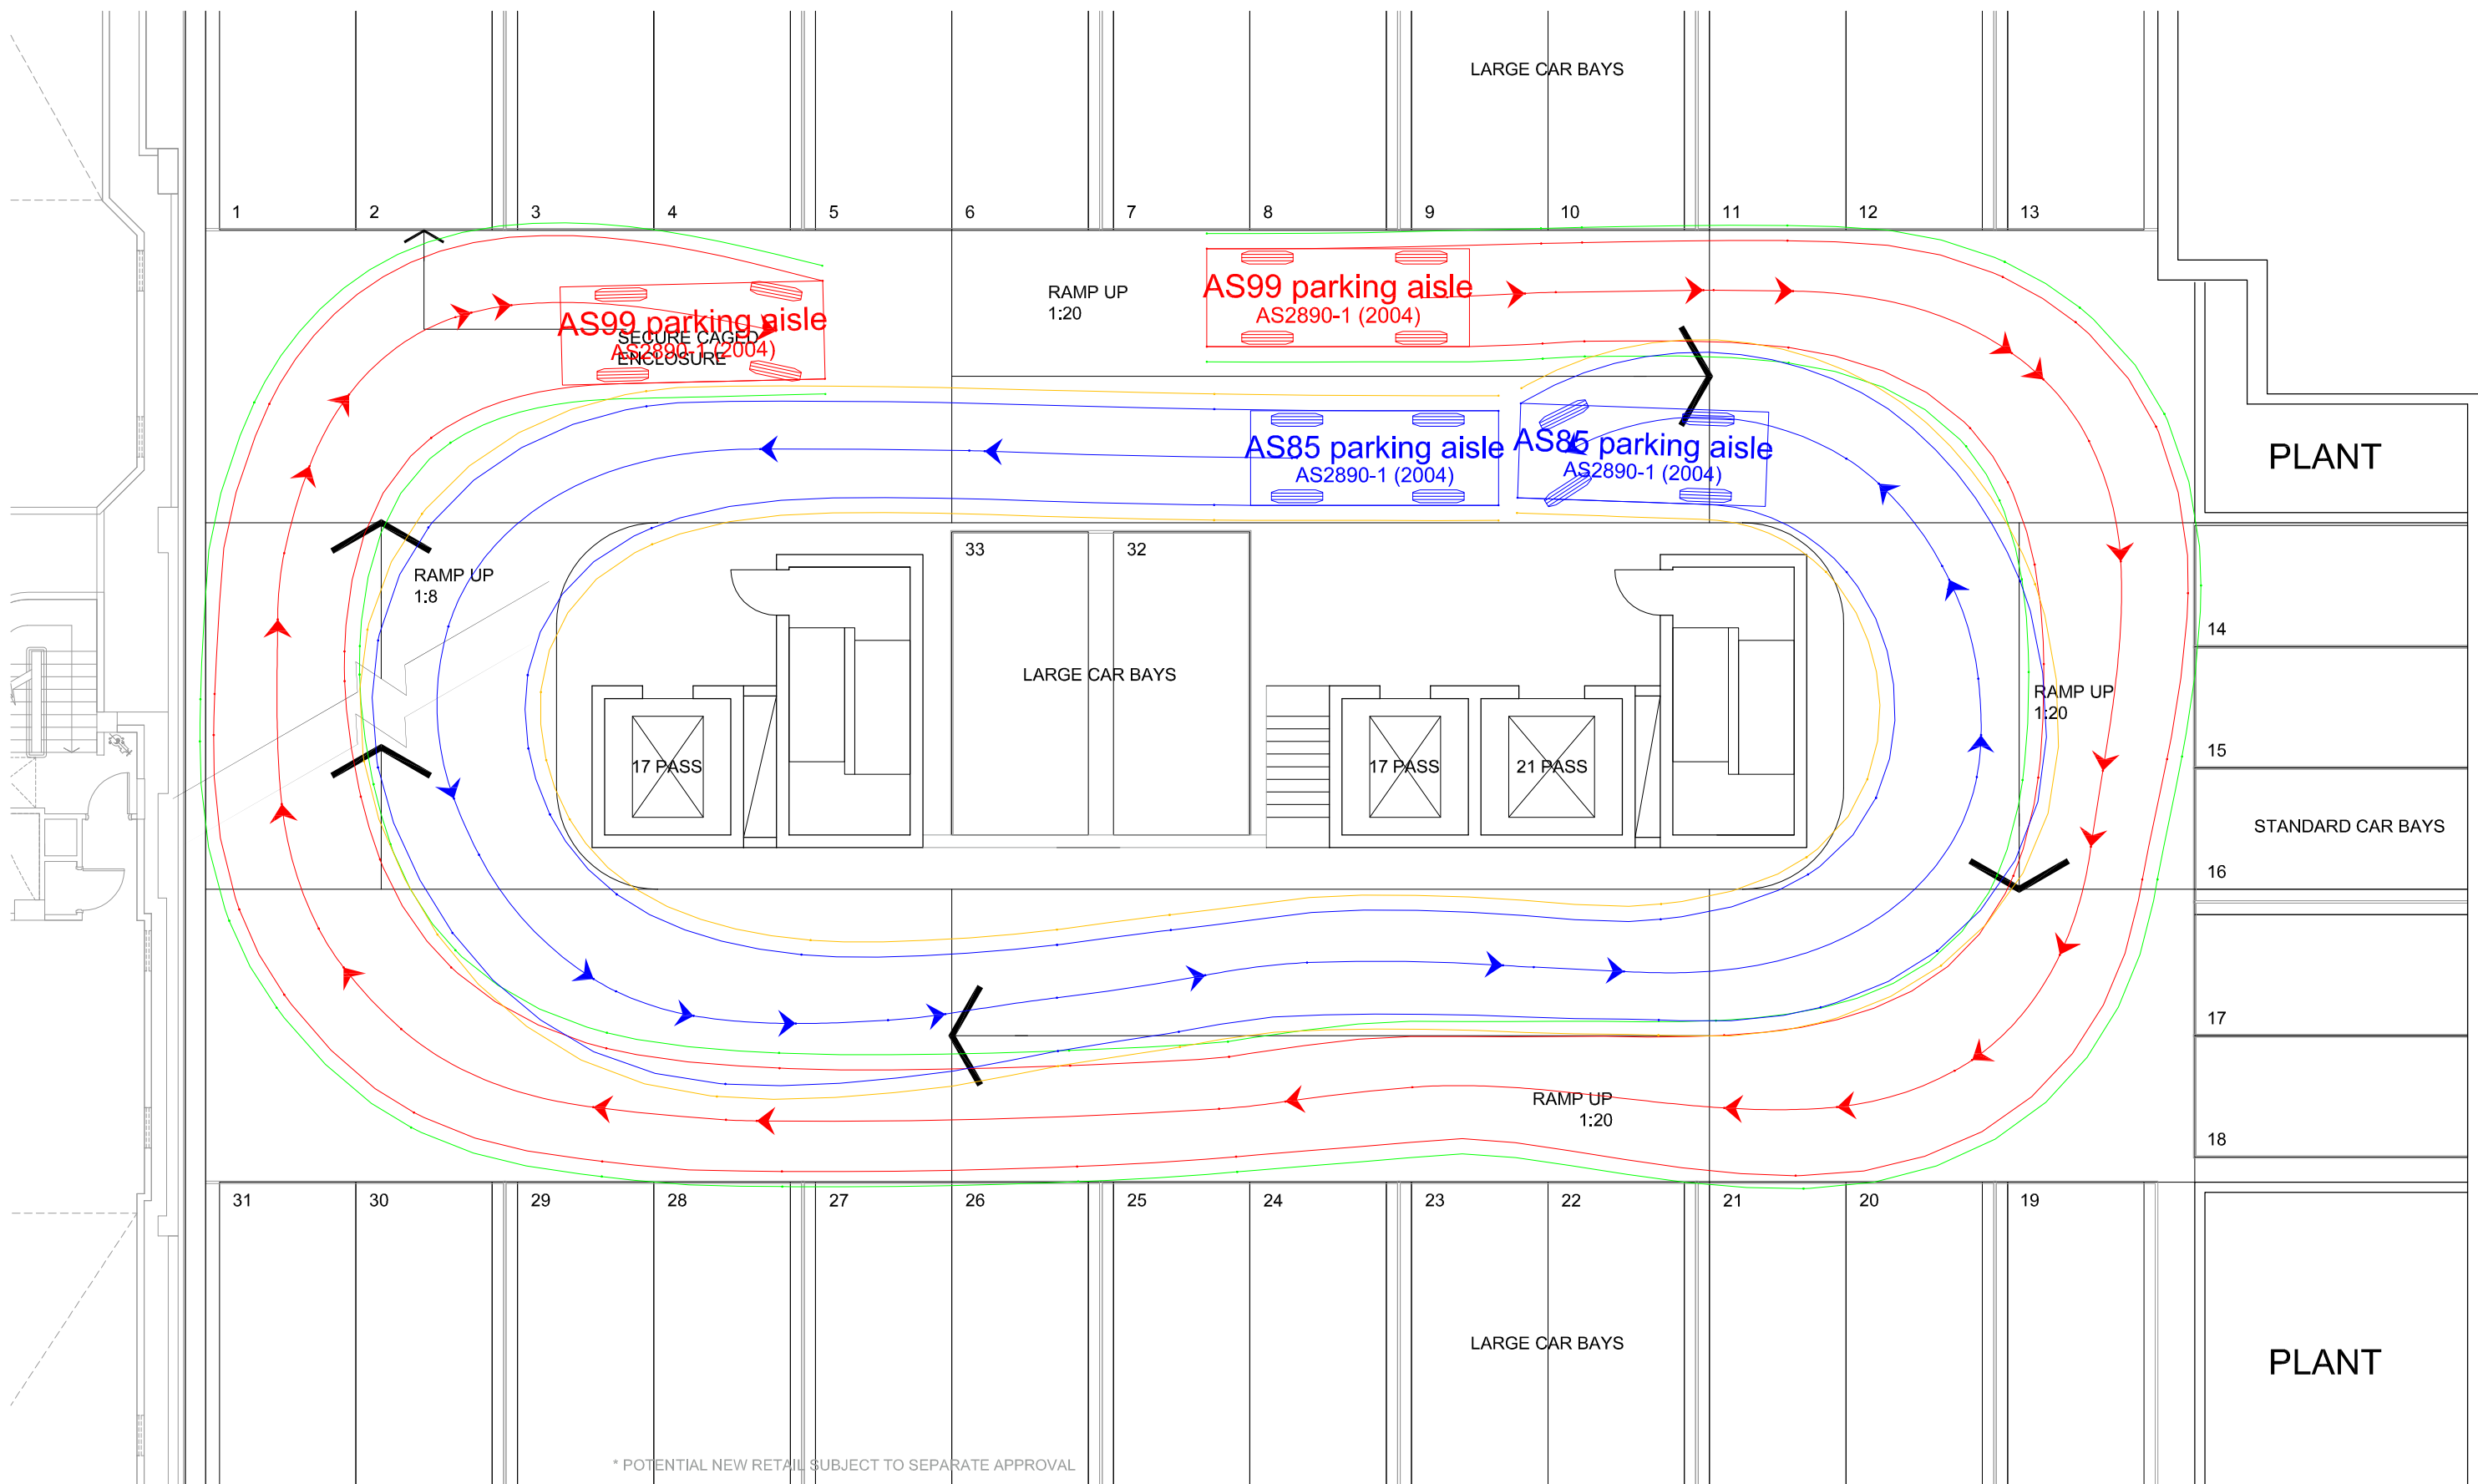 LARGE CAR BAYS
1
2
3
4
5
6
7
8
9
10
11
12
13
RAMP UP
1:20
AS99 parking aisle
AS2890-1 (2004)
AS99 parking aisle
AS2890-1 (2004)
SECURE CAGED
ENCLOSURE
AS85 parking aisle
AS2890-1 (2004)
AS85 parking aisle
AS2890-1 (2004)
PLANT
33
32
RAMP UP
1:8
14
LARGE CAR BAYS
RAMP UP
1:20
15
17 PASS
17 PASS
21 PASS
STANDARD CAR BAYS
16
17
RAMP UP
1:20
18
31
30
29
28
27
26
25
24
23
22
21
20
19
LARGE CAR BAYS
PLANT
* POTENTIAL NEW RETAIL SUBJECT TO SEPARATE APPROVAL